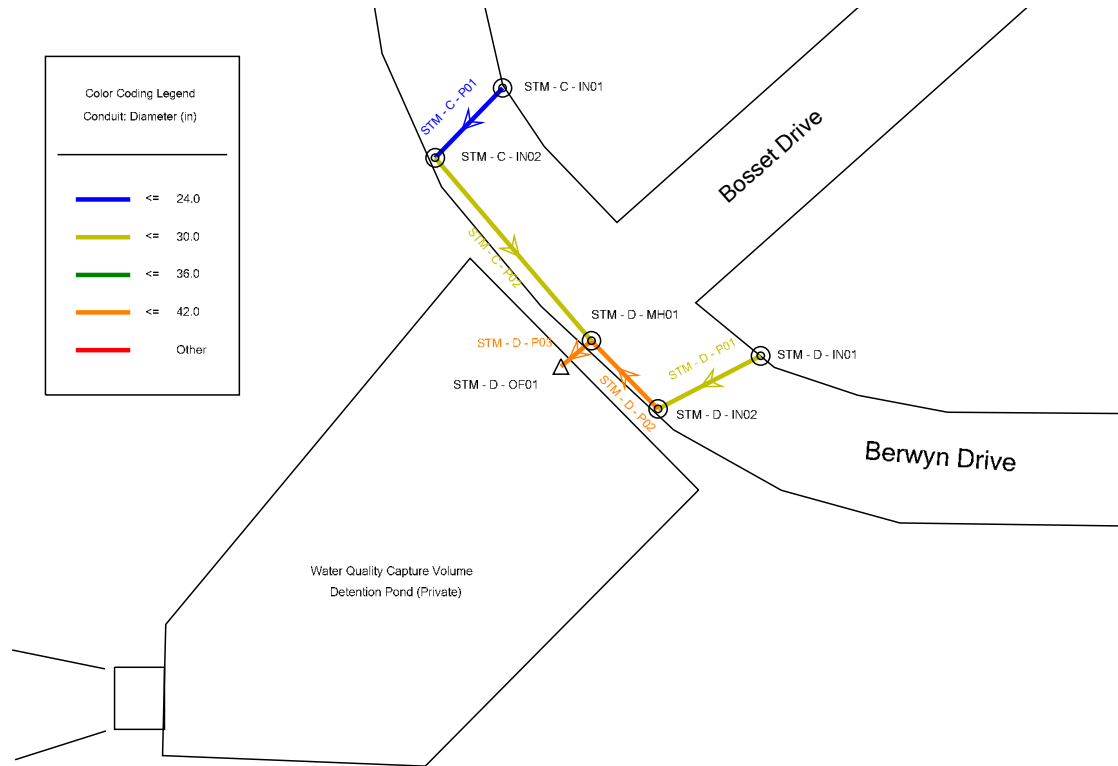 Color Coding Legend
Conduit: Diameter (in)
<= 24.0
<= 30.0
<= 36.0
<= 42.0
Other
STM - C - P01
STM - C - IN01
STM - C - IN02
STM - C - P02
Bosset Drive
STM - D - MH01
STM - D - P03
STM - D - P01
STM - D - IN01
STM - D - OF01
STM - D - P02
STM - D - IN02
Berwyn Drive
Water Quality Capture Volume
Detention Pond (Private)